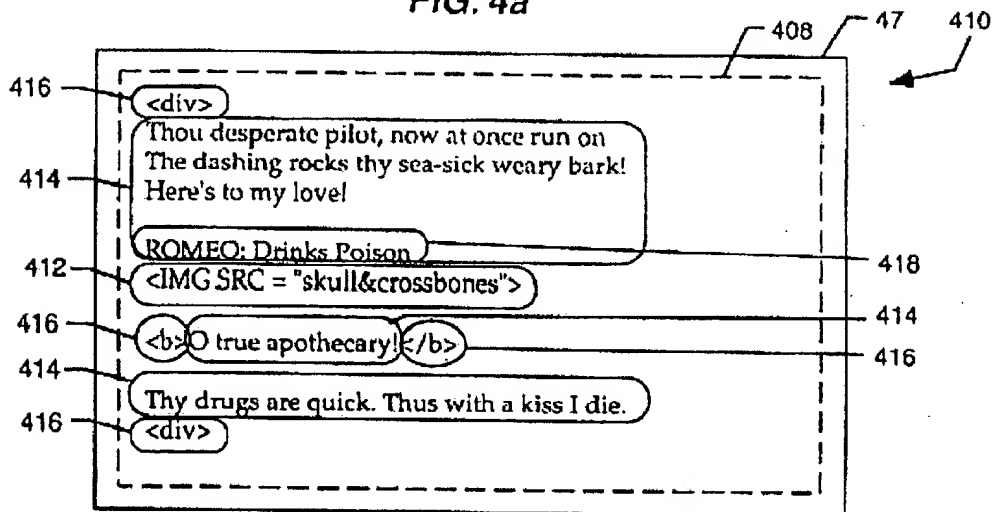 FIG. 4a
408
47
410
416
<div>
Thou desperate pilot, now at once run on
The dashing rocks thy sea-sick weary bark!
414
Here's to my love!
ROMEO: Drinks Poison
418
412
<IMG SRC = "skull&crossbones">
414
416
<b>O true apothecary!</b>
416
414
Thy drugs are quick. Thus with a kiss I die.
416
<div>